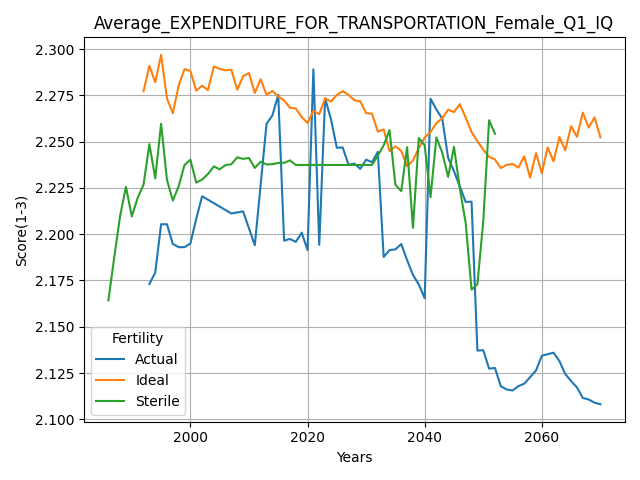 Average_EXPENDITURE_FOR_TRANSPORTATION_Female_Q1_IQ
Score(1-3)
2.300
2.275
2.250
2.225
2.200
2.175
2.150
2.125
2.100
Fertility
Actual
Ideal
Sterile
2000 2020 2040 2060
Years